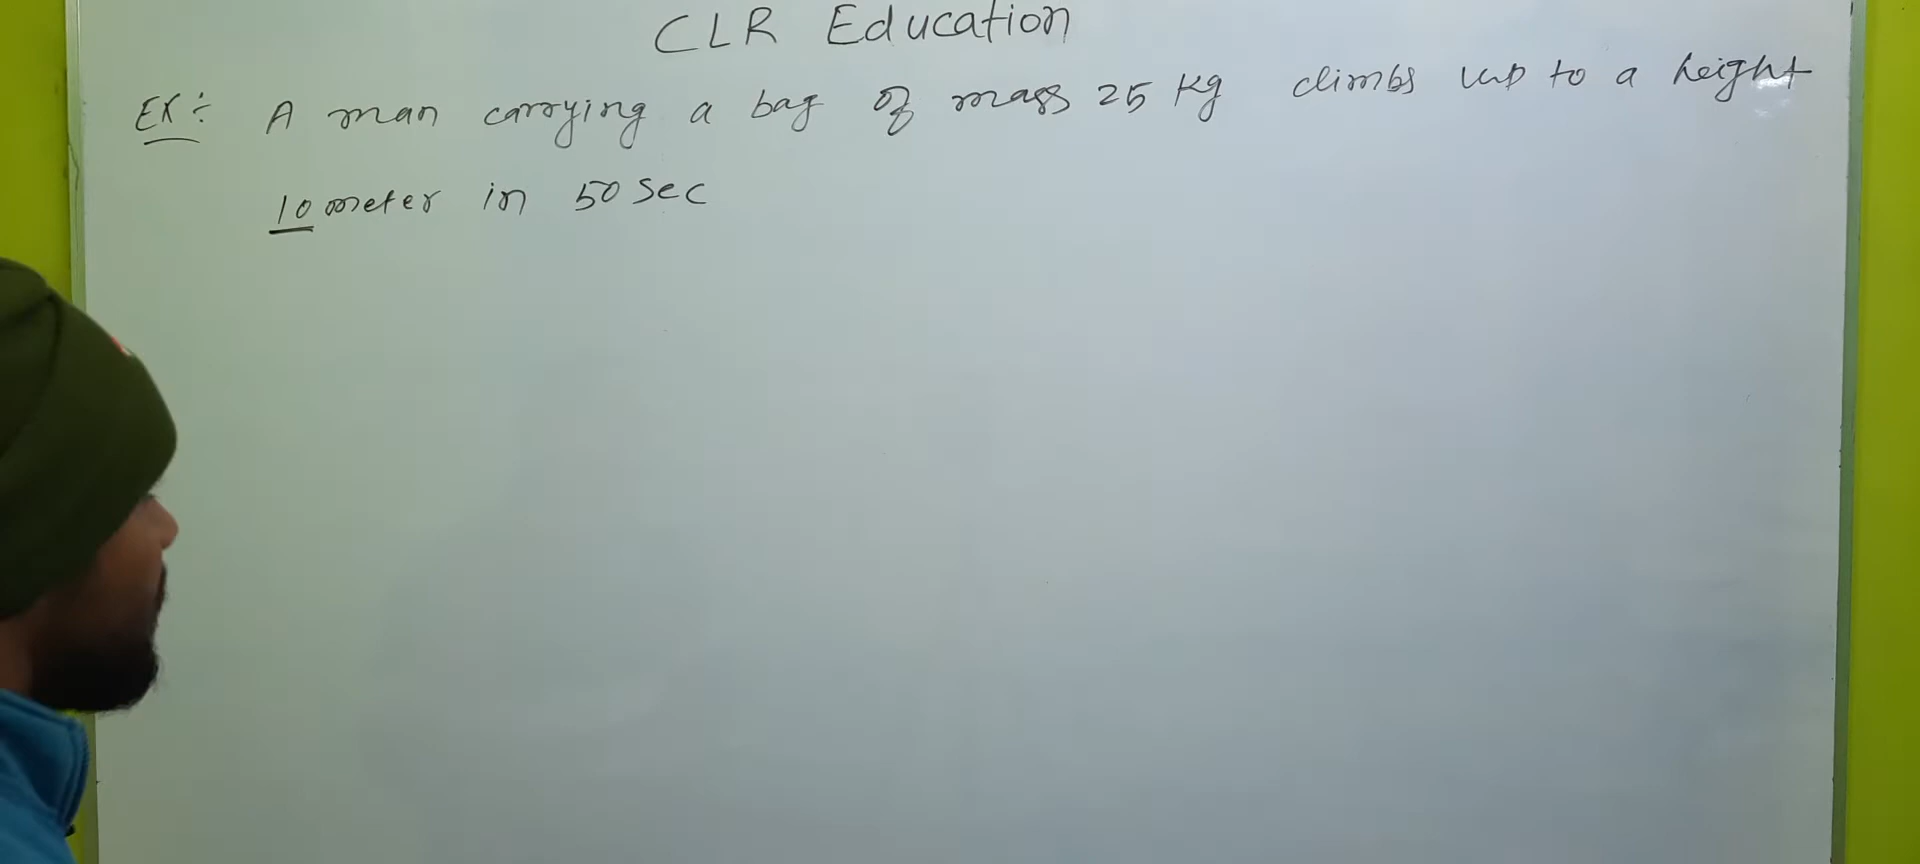 CLR Education
Ex ÷ A man carrying a bag of mass 25 kg climbs up to a height
10 meter in 50 Sec